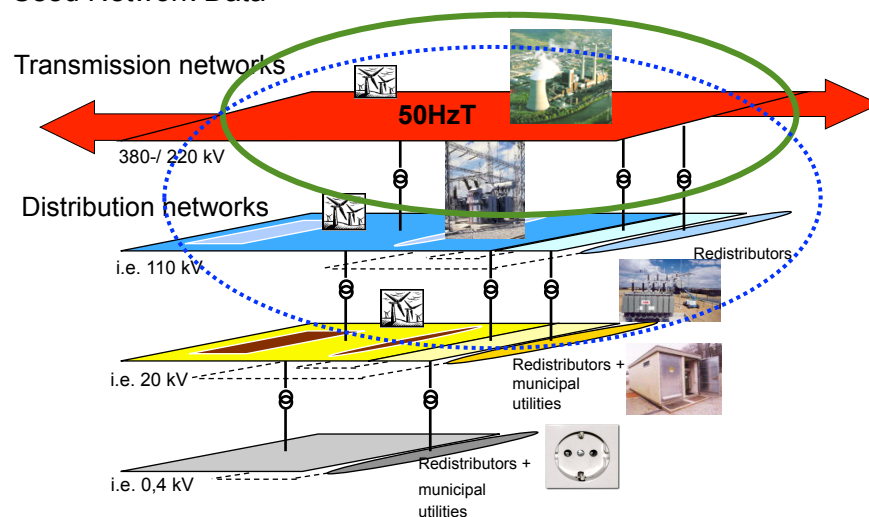 Transmission networks
50HzT
380-/ 220 kV
Distribution networks
Redistributors
i.e. 110 kV
Redistributors +
municipal
utilities
i.e. 20 kV
Redistributors +
municipal
utilities
i.e. 0,4 kV